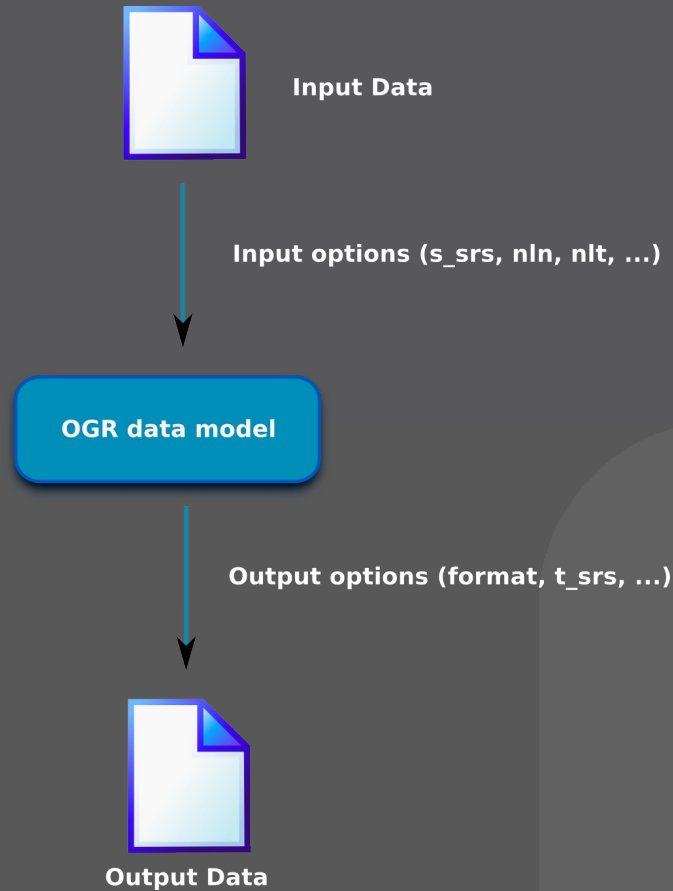 Input Data
Input options (s_srs, nln, nlt, ...)
OGR data model
Output options (format, t_srs, ...)
Output Data